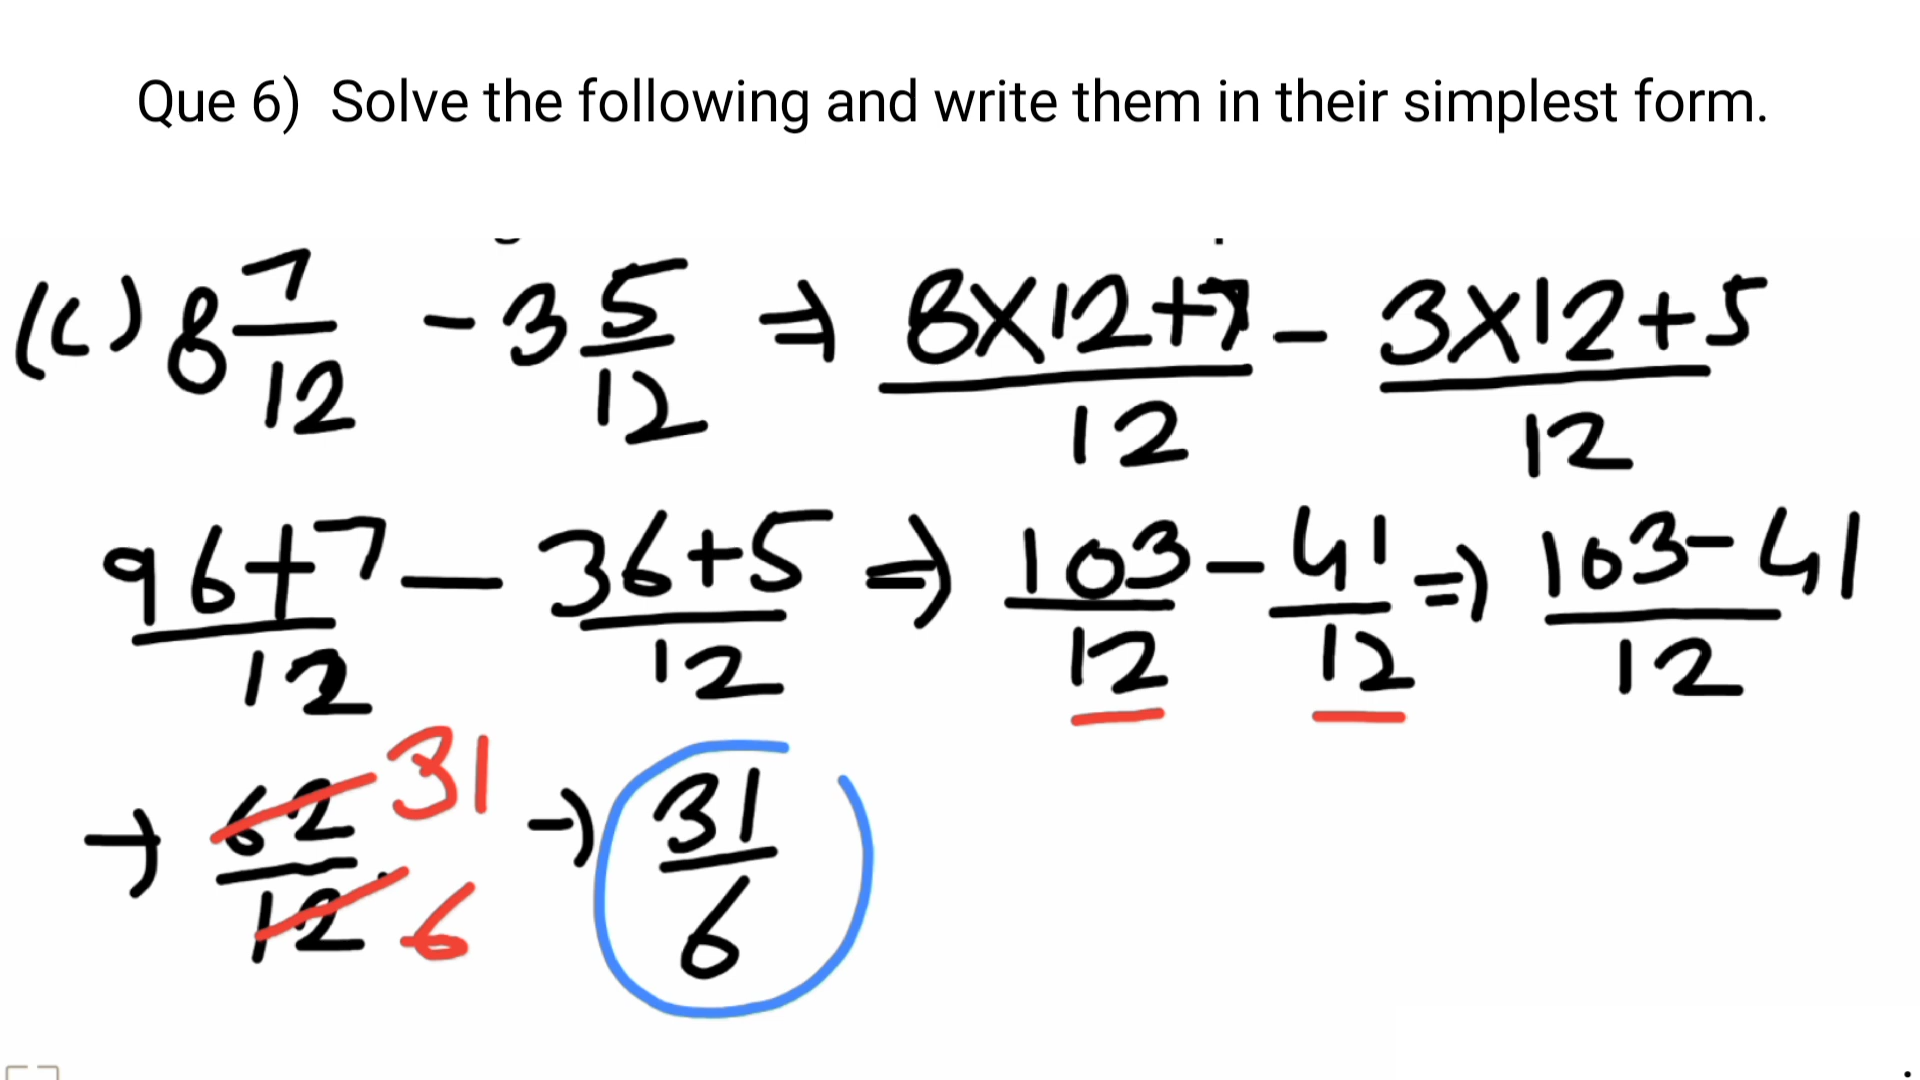 Que 6) Solve the following and write them in their simplest form.
(c) 8 7/12 - 3 5/12 ⇒ 8×12+7/12 - 3×12+5/12
96+7/12 - 36+5/12 ⇒ 103/12 - 41/12 ⇒ 103-41/12
→ 62/12 31 6 → 31/6